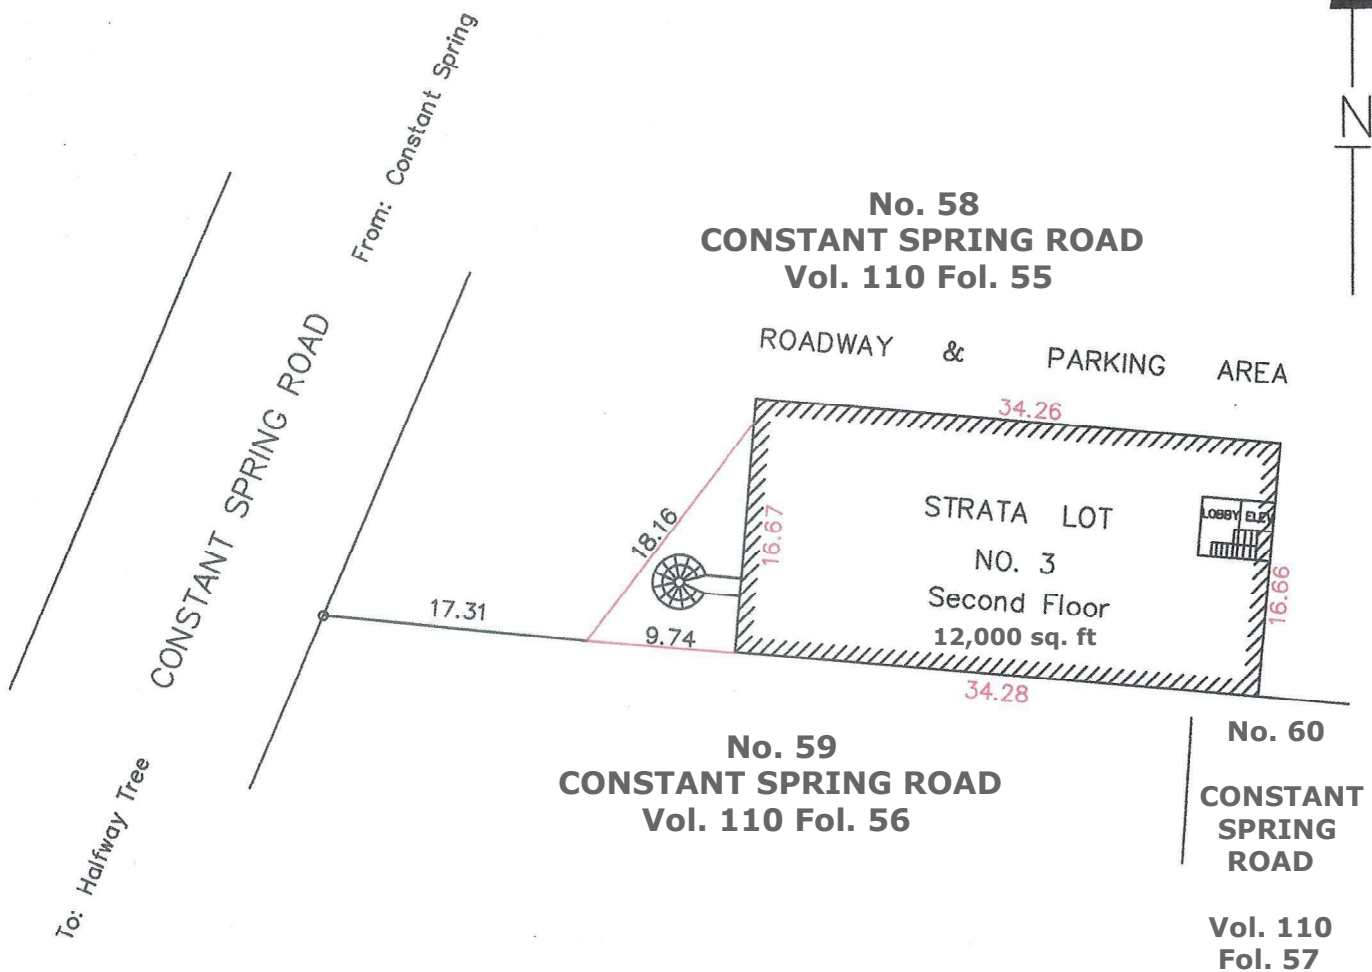 From: Constant Spring
N
No. 58
CONSTANT SPRING ROAD
Vol. 110 Fol. 55
ROADWAY & PARKING AREA
CONSTANT SPRING ROAD
34.26
STRATA LOT
NO. 3
Second Floor
12,000 sq. ft
LOBBY ELEV
18.16
16.67
16.66
17.31
9.74
34.28
No. 59
CONSTANT SPRING ROAD
Vol. 110 Fol. 56
No. 60
CONSTANT
SPRING
ROAD
Vol. 110
Fol. 57
To: Halfway Tree